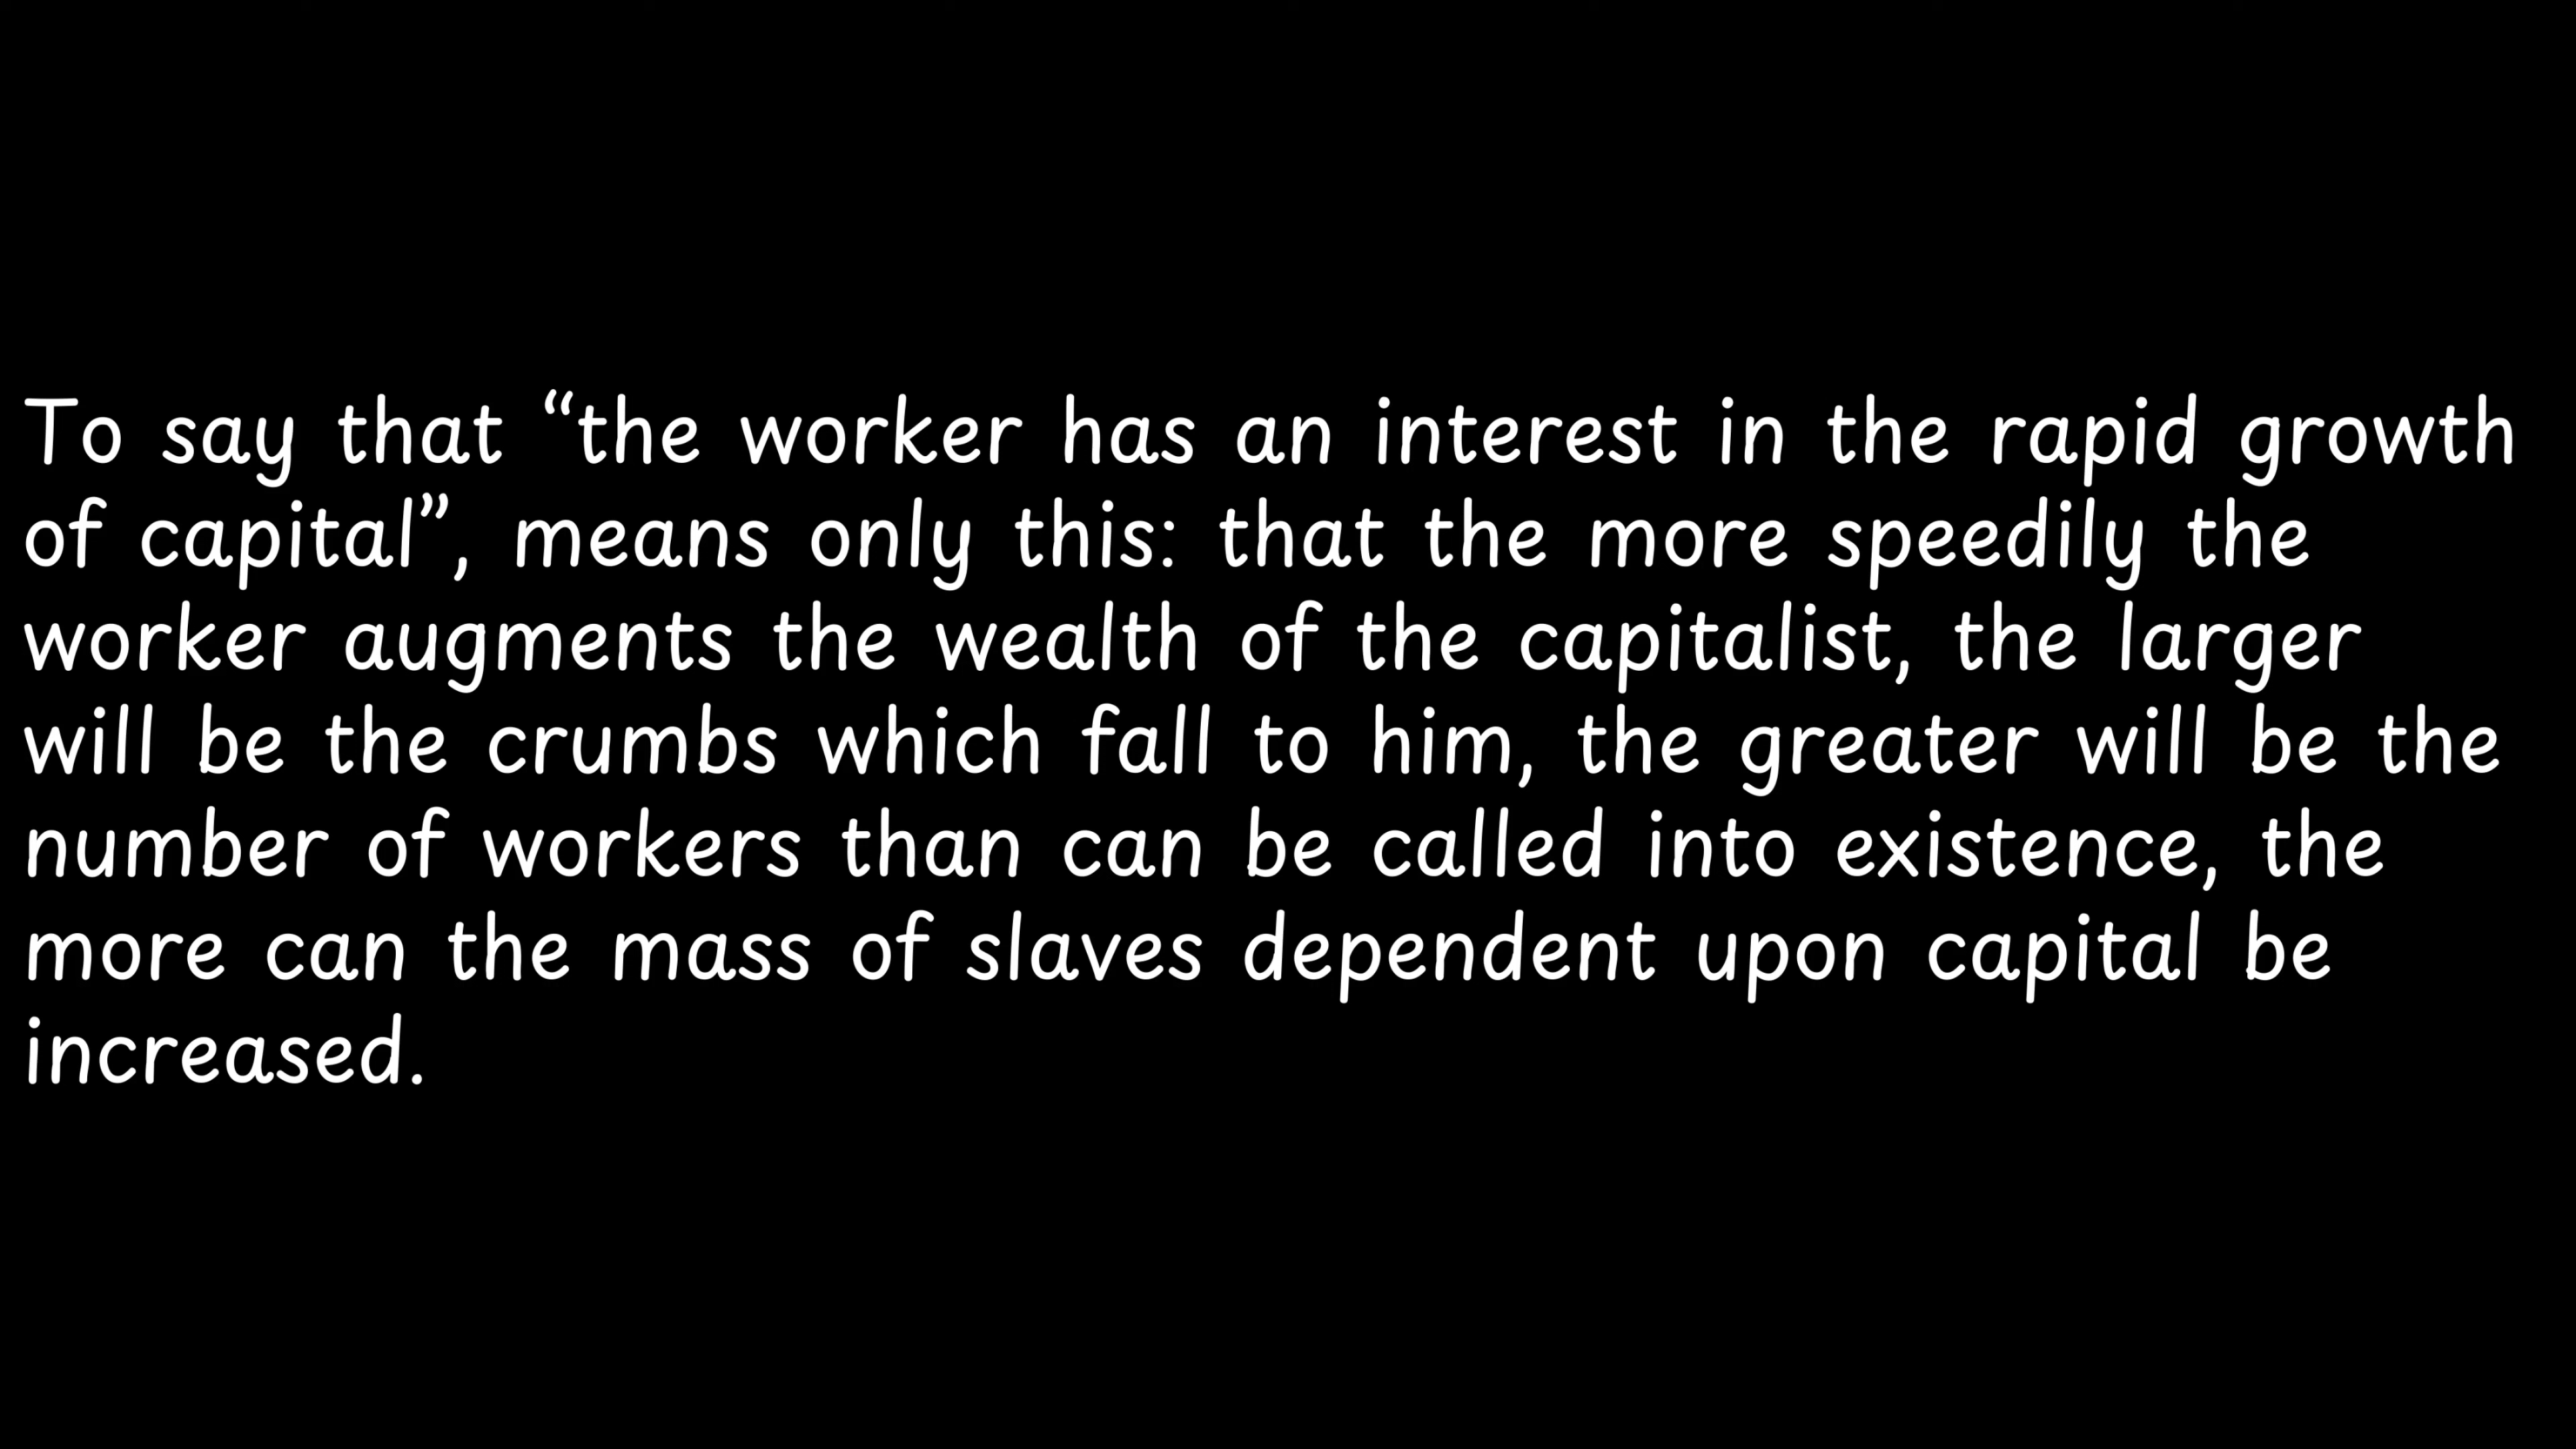 To say that “the worker has an interest in the rapid growth
of capital”, means only this: that the more speedily the
worker augments the wealth of the capitalist, the larger
will be the crumbs which fall to him, the greater will be the
number of workers than can be called into existence, the
more can the mass of slaves dependent upon capital be
increased.